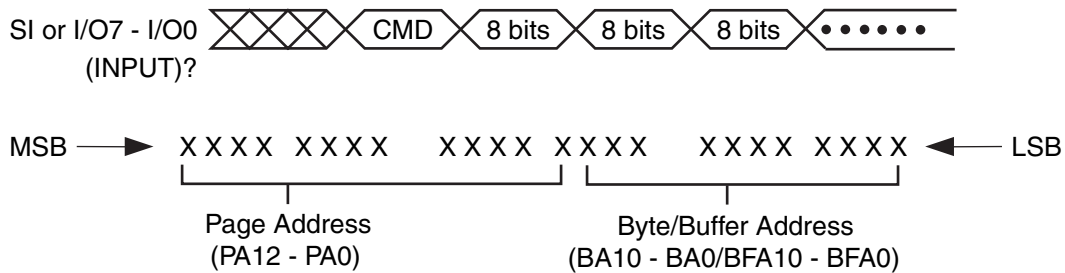 SI or I/O7 - I/O0 CMD 8 bits 8 bits 8 bits
(INPUT)?
MSB XXXX XXXX XXXX XXXX XXXX XXXX LSB
Page Address Byte/Buffer Address
(PA12 - PA0) (BA10 - BA0/BFA10 - BFA0)